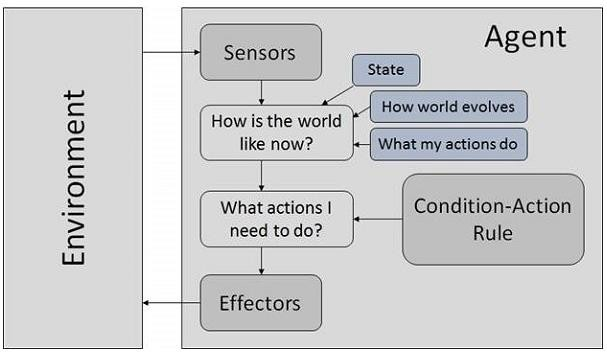 Agent
Sensors
State
How world evolves
What my actions do
How is the world
like now?
What actions I
need to do?
Condition-Action
Rule
Effectors
Environment